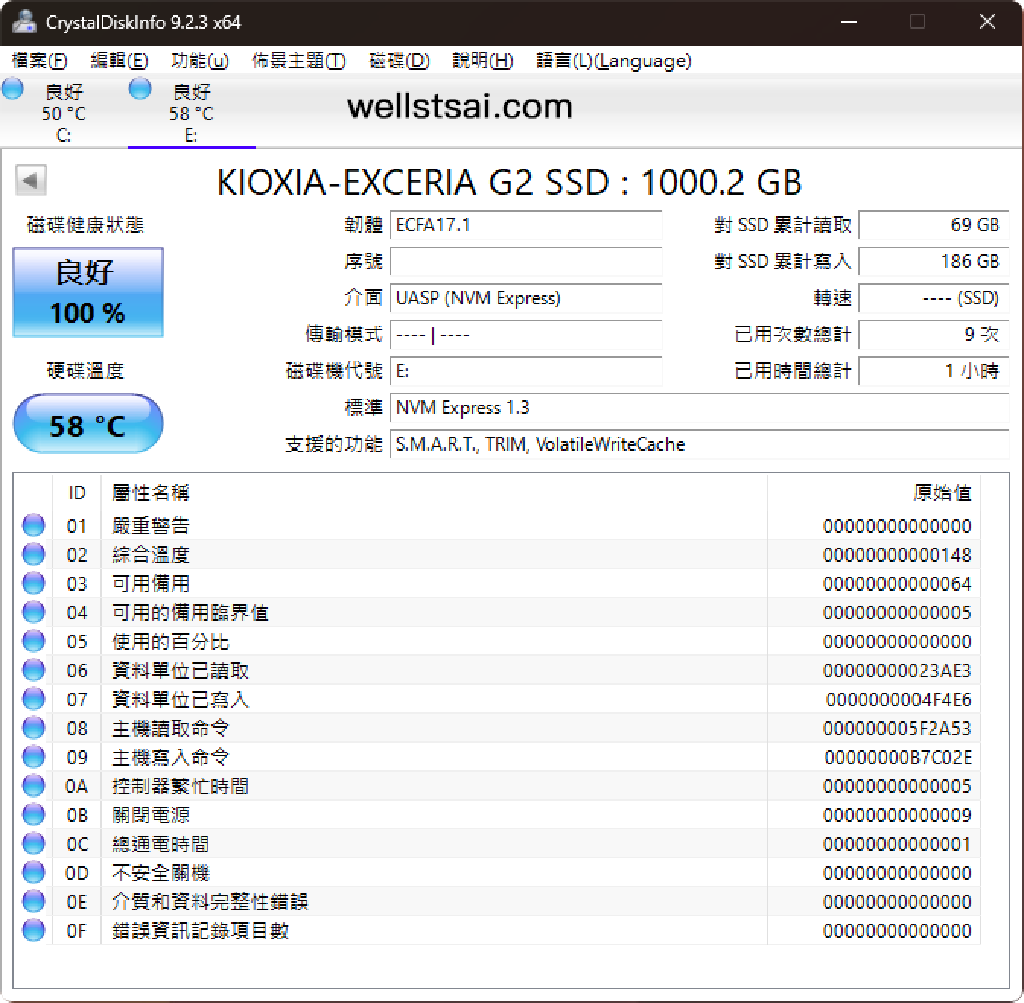 CrystalDiskInfo 9.2.3 x64
檔案(F) 編輯(E) 功能(u) 佈景主題(T) 磁碟(D) 說明(H) 語言(L)(Language)
良好 良好
50 °C 58 °C
C: E:
wellstsai.com
KIOXIA-EXCERIA G2 SSD : 1000.2 GB
磁碟健康狀態
良好
100 %
硬碟溫度
58 °C
韌體 ECFA17.1 對 SSD 累計讀取 69 GB
序號 對 SSD 累計寫入 186 GB
介面 UASP (NVM Express) 轉速 ---- (SSD)
傳輸模式 ---- | ---- 已用次數總計 9 次
磁碟機代號 E: 已用時間總計 1 小時
標準 NVM Express 1.3
支援的功能 S.M.A.R.T., TRIM, VolatileWriteCache
ID 屬性名稱 原始值
01 嚴重警告 00000000000000
02 綜合溫度 00000000000148
03 可用備用 00000000000064
04 可用的備用臨界值 00000000000005
05 使用的百分比 00000000000000
06 資料單位已讀取 00000000023AE3
07 資料單位已寫入 0000000004F4E6
08 主機讀取命令 000000005F2A53
09 主機寫入命令 00000000B7C02E
0A 控制器繁忙時間 00000000000005
0B 關閉電源 00000000000009
0C 總通電時間 00000000000001
0D 不安全關機 00000000000000
0E 介質和資料完整性錯誤 00000000000000
0F 錯誤資訊記錄項目數 00000000000000